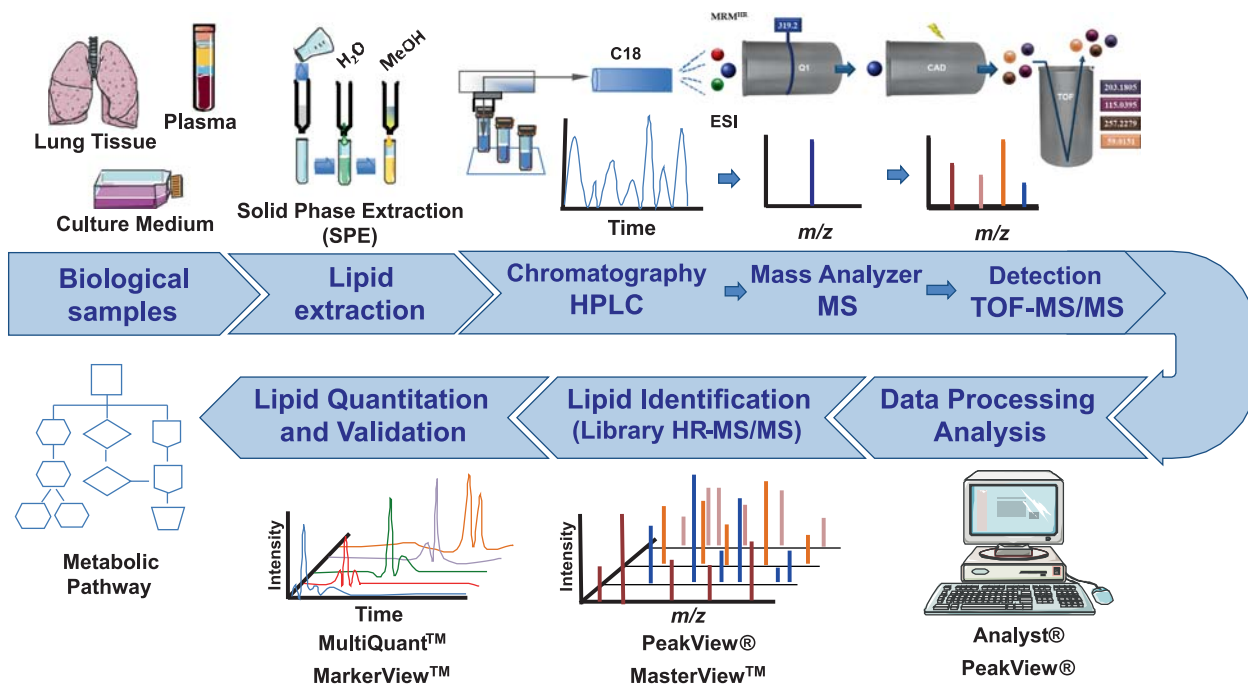 Lung Tissue
Plasma
Culture Medium
H2O
MeOH
Solid Phase Extraction
(SPE)
C18
MRMHR
319.2
Q1
CAD
TOF
203.1805
115.0395
257.2279
59.0151
ESI
Time
m/z
m/z
Biological
samples
Lipid
extraction
Chromatography
HPLC
Mass Analyzer
MS
Detection
TOF-MS/MS
Lipid Quantitation
and Validation
Lipid Identification
(Library HR-MS/MS)
Data Processing
Analysis
Metabolic
Pathway
Intensity
Time
MultiQuant™
MarkerView™
Intensity
m/z
PeakView®
MasterView™
Analyst®
PeakView®